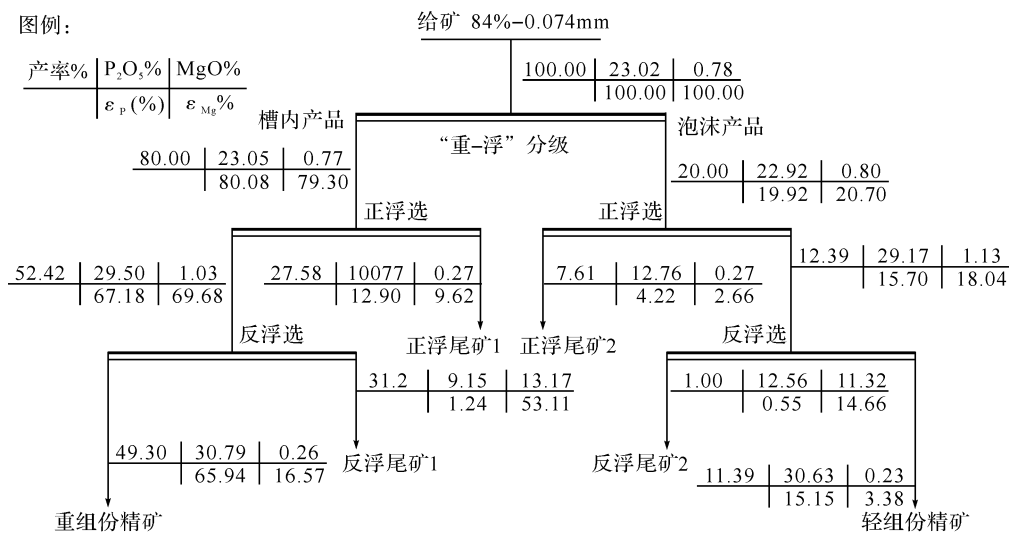 图例：
产率% P₂O₅% MgO%
εP(%) εMg%
给矿 84%-0.074mm
100.00 23.02 0.78
100.00 100.00
槽内产品
泡沫产品
“重-浮”分级
80.00 23.05 0.77
80.08 79.30
20.00 22.92 0.80
19.92 20.70
正浮选
正浮选
52.42 29.50 1.03
67.18 69.68
27.58 10077 0.27
12.90 9.62
7.61 12.76 0.27
4.22 2.66
12.39 29.17 1.13
15.70 18.04
反浮选
正浮尾矿1
正浮尾矿2
反浮选
31.2 9.15 13.17
1.24 53.11
1.00 12.56 11.32
0.55 14.66
49.30 30.79 0.26
65.94 16.57
反浮尾矿1
反浮尾矿2
11.39 30.63 0.23
15.15 3.38
重组份精矿
轻组份精矿